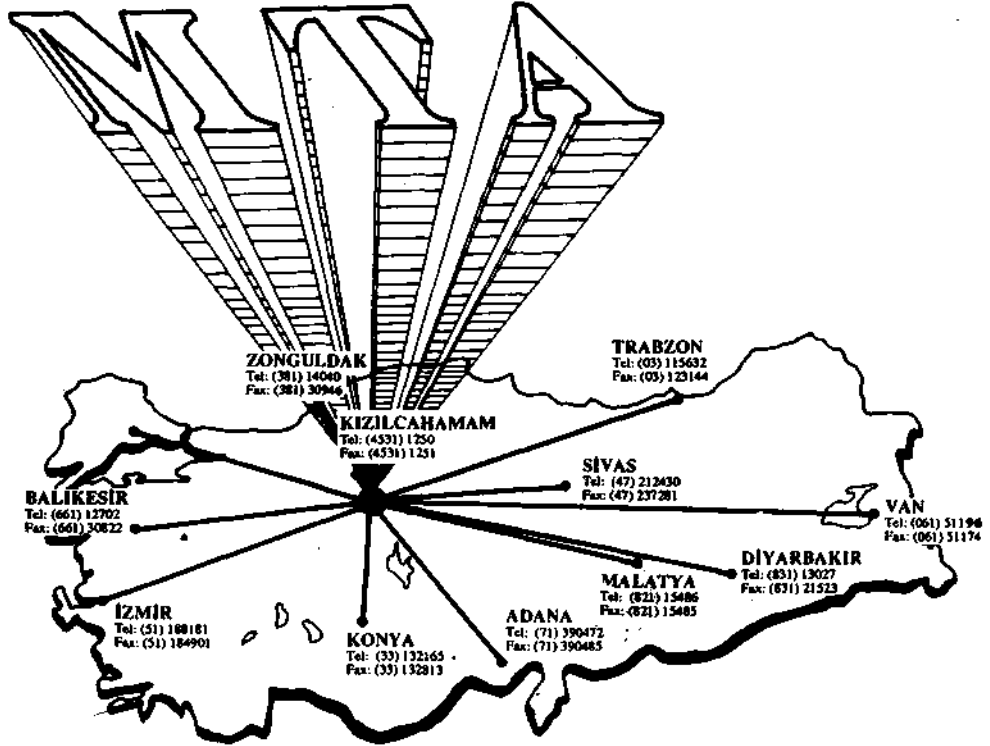 NITA
ZONGULDAK
Tel: (381) 14040
Fax: (381) 30946
TRABZON
Tel: (03) 115632
Fax: (03) 123144
KIZILCAHAMAM
Tel: (4531) 1250
Fax: (4531) 1251
SİVAS
Tel: (47) 212430
Fax: (47) 237281
BALIKESİR
Tel: (661) 12702
Fax: (661) 30822
VAN
Tel: (061) 51196
Fax: (061) 51174
DİYARBAKIR
Tel: (831) 13027
Fax: (831) 21523
MALATYA
Tel: (821) 15486
Fax: (821) 15485
İZMİR
Tel: (51) 188181
Fax: (51) 184901
ADANA
Tel: (71) 390472
Fax: (71) 390485
KONYA
Tel: (33) 132165
Fax: (33) 132813